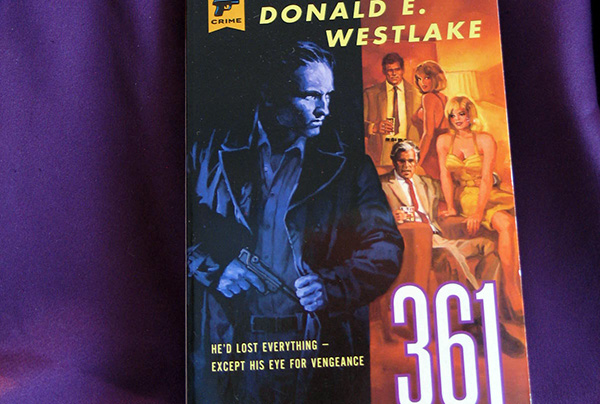 CRIME
DONALD E.
WESTLAKE
HE'D LOST EVERYTHING –
EXCEPT HIS EYE FOR VENGEANCE
361